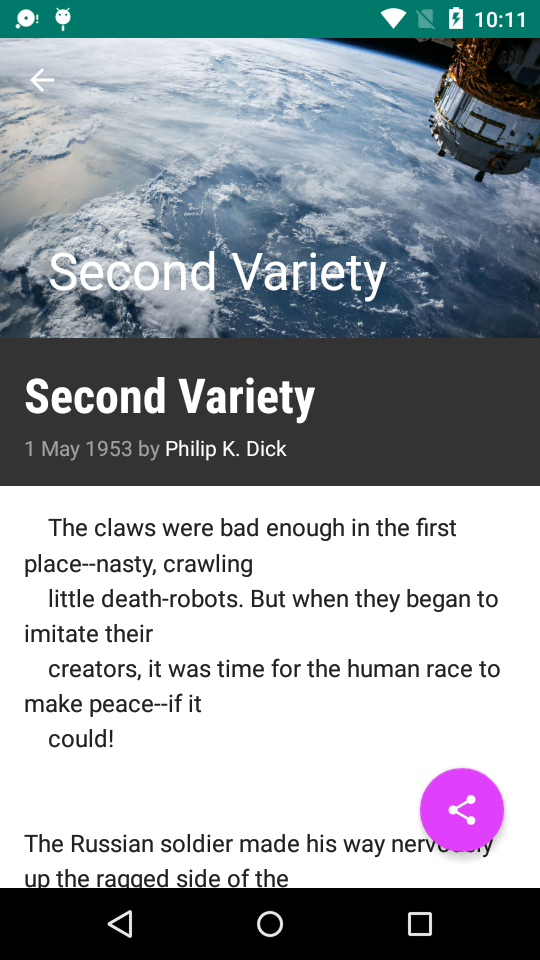 10:11
Second Variety
Second Variety
1 May 1953 by Philip K. Dick
The claws were bad enough in the first
place--nasty, crawling
little death-robots. But when they began to
imitate their
creators, it was time for the human race to
make peace--if it
could!
The Russian soldier made his way nervously
up the ragged side of the